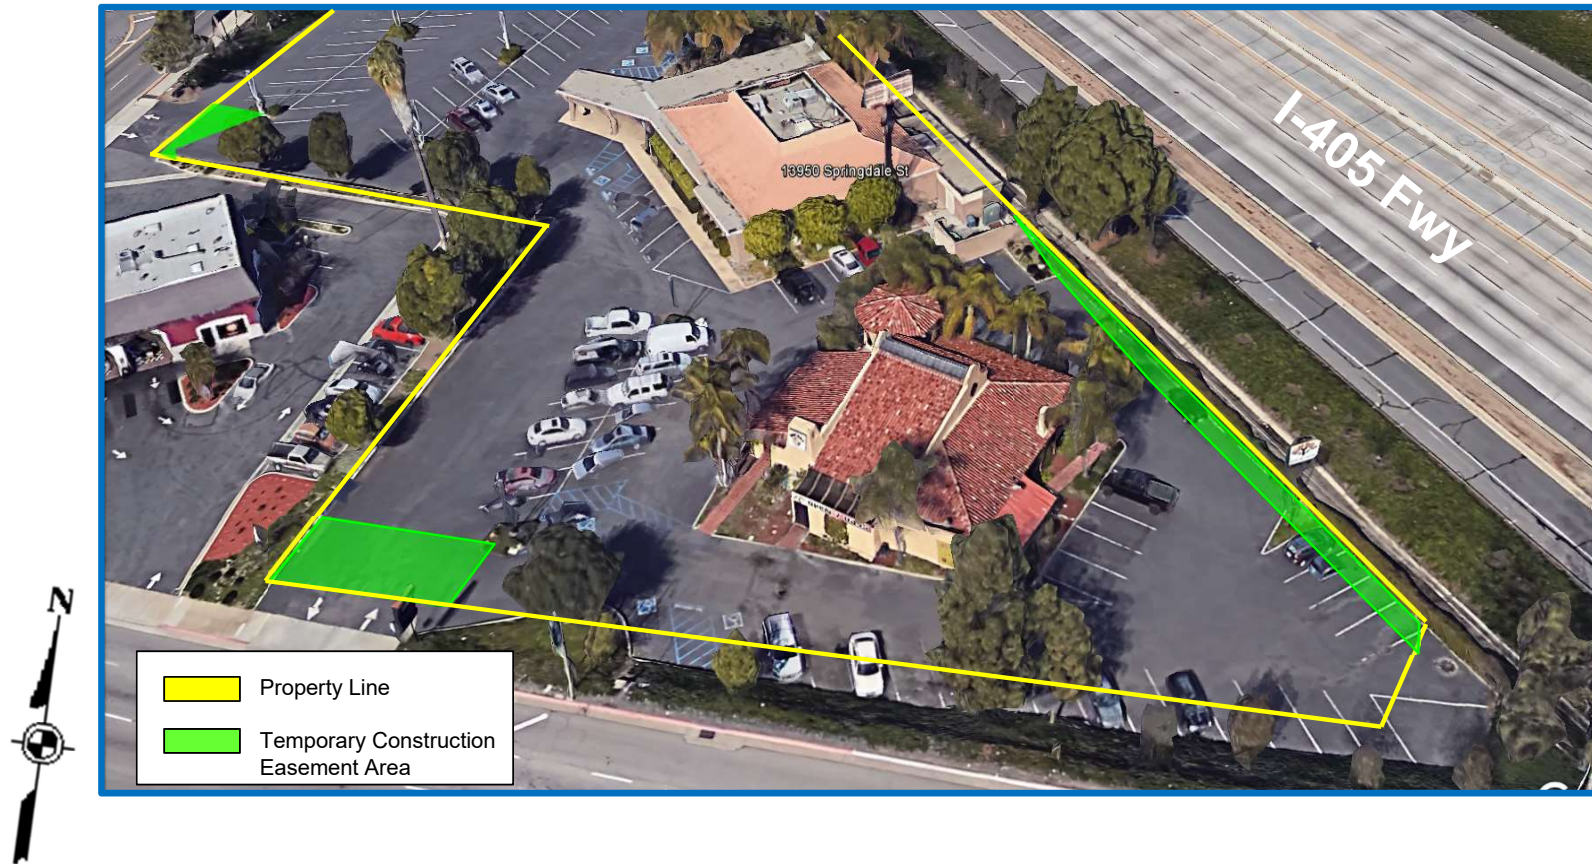 I-405 Fwy
13950 Springdale St
N
Property Line
Temporary Construction
Easement Area